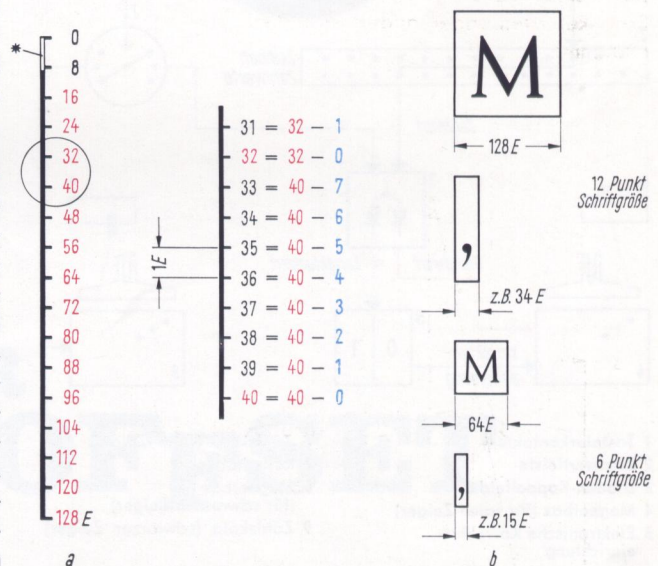 *
0
8
16
24
32
40
48
56
64
72
80
88
96
104
112
120
128 E
a
1E
31 = 32 – 1
32 = 32 – 0
33 = 40 – 7
34 = 40 – 6
35 = 40 – 5
36 = 40 – 4
37 = 40 – 3
38 = 40 – 2
39 = 40 – 1
40 = 40 – 0
M
128 E
12 Punkt
Schriftgröße
,
z.B. 34 E
M
64E
6 Punkt
Schriftgröße
,
z.B. 15 E
b